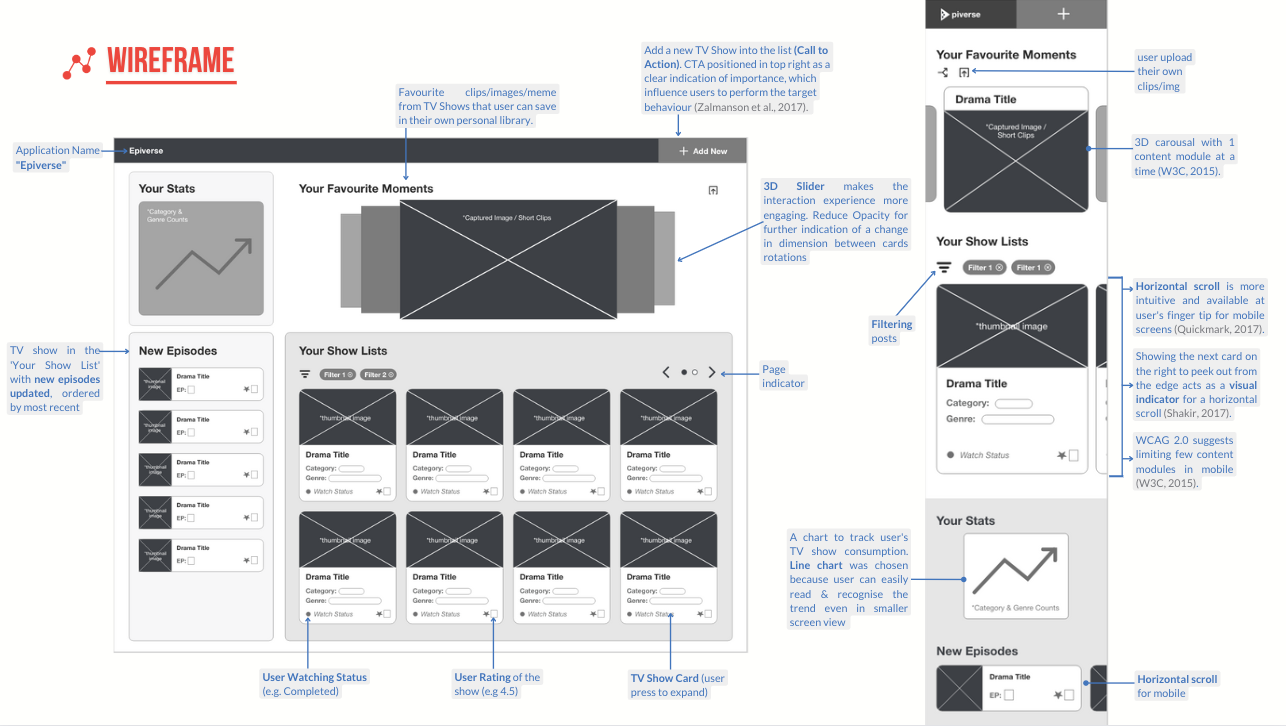 WIREFRAME
Application Name
"Epiverse"
Favourite clips/images/meme
from TV Shows that user can save
in their own personal library.
Add a new TV Show into the list (Call to
Action). CTA positioned in top right as a
clear indication of importance, which
influence users to perform the target
behaviour (Zalmanson et al., 2017).
Epiverse
+ Add New
Your Stats
*Category &
Genre Counts
Your Favourite Moments
*Captured Image / Short Clips
3D Slider makes the
interaction experience more
engaging. Reduce Opacity for
further indication of a change
in dimension between cards
rotations
TV show in the
'Your Show List'
with new episodes
updated, ordered
by most recent
New Episodes
*thumbnail
image
Drama Title
EP:
*thumbnail
image
Drama Title
EP:
*thumbnail
image
Drama Title
EP:
*thumbnail
image
Drama Title
EP:
*thumbnail
image
Drama Title
EP:
Your Show Lists
Filter 1
Filter 2
Page
indicator
*thumbnail image
Drama Title
Category:
Genre:
Watch Status
*thumbnail image
Drama Title
Category:
Genre:
Watch Status
*thumbnail image
Drama Title
Category:
Genre:
Watch Status
*thumbnail image
Drama Title
Category:
Genre:
Watch Status
*thumbnail image
Drama Title
Category:
Genre:
Watch Status
*thumbnail image
Drama Title
Category:
Genre:
Watch Status
*thumbnail image
Drama Title
Category:
Genre:
Watch Status
*thumbnail image
Drama Title
Category:
Genre:
Watch Status
User Watching Status
(e.g. Completed)
User Rating of the
show (e.g 4.5)
TV Show Card (user
press to expand)
piverse
+
Your Favourite Moments
user upload
their own
clips/img
Drama Title
*Captured Image /
Short Clips
3D carousal with 1
content module at a
time (W3C, 2015).
Your Show Lists
Filter 1
Filter 1
Filtering
posts
*thumbnail image
Drama Title
Category:
Genre:
Watch Status
Horizontal scroll is more
intuitive and available at
user's finger tip for mobile
screens (Quickmark, 2017).
Showing the next card on
the right to peek out from
the edge acts as a visual
indicator for a horizontal
scroll (Shakir, 2017).
WCAG 2.0 suggests
limiting few content
modules in mobile
(W3C, 2015).
Your Stats
*Category & Genre Counts
A chart to track user's
TV show consumption.
Line chart was chosen
because user can easily
read & recognise the
trend even in smaller
screen view
New Episodes
Drama Title
EP:
Horizontal scroll
for mobile